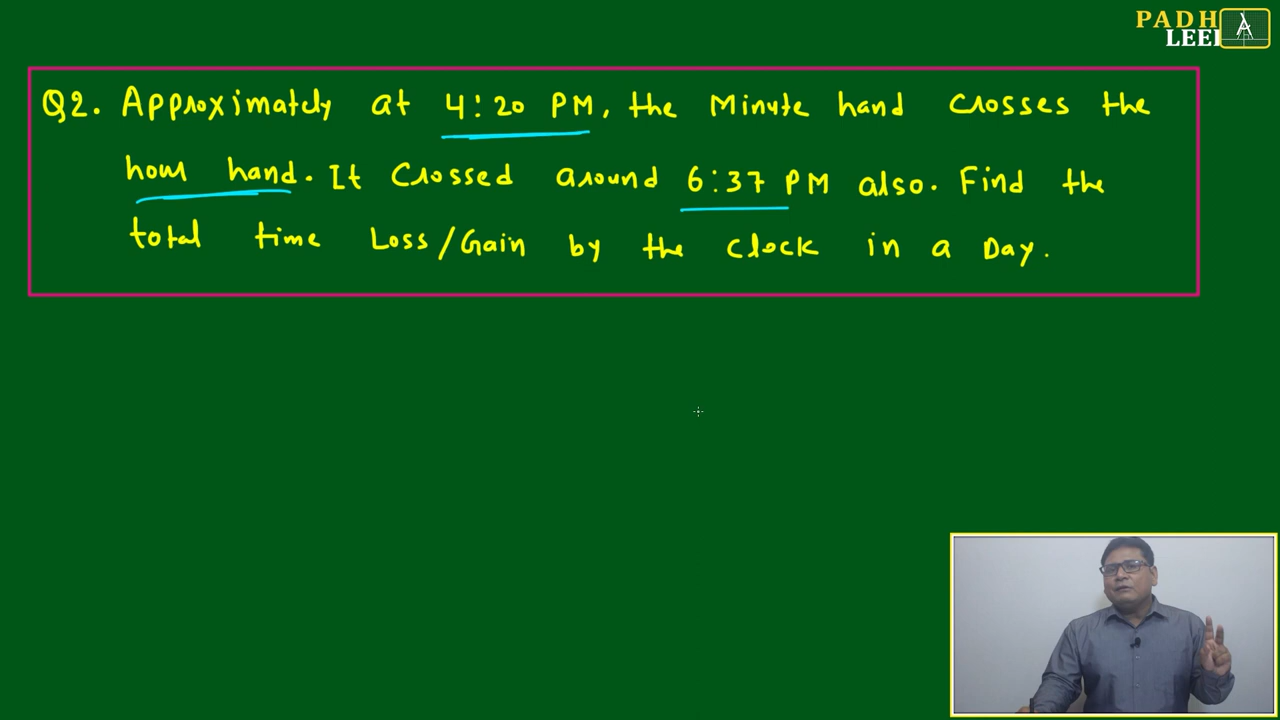 PADH
LEEI
Q2. Approximately at 4:20 PM, the Minute hand crosses the
hour hand. It crossed around 6:37 PM also. Find the
total time Loss/Gain by the clock in a Day.